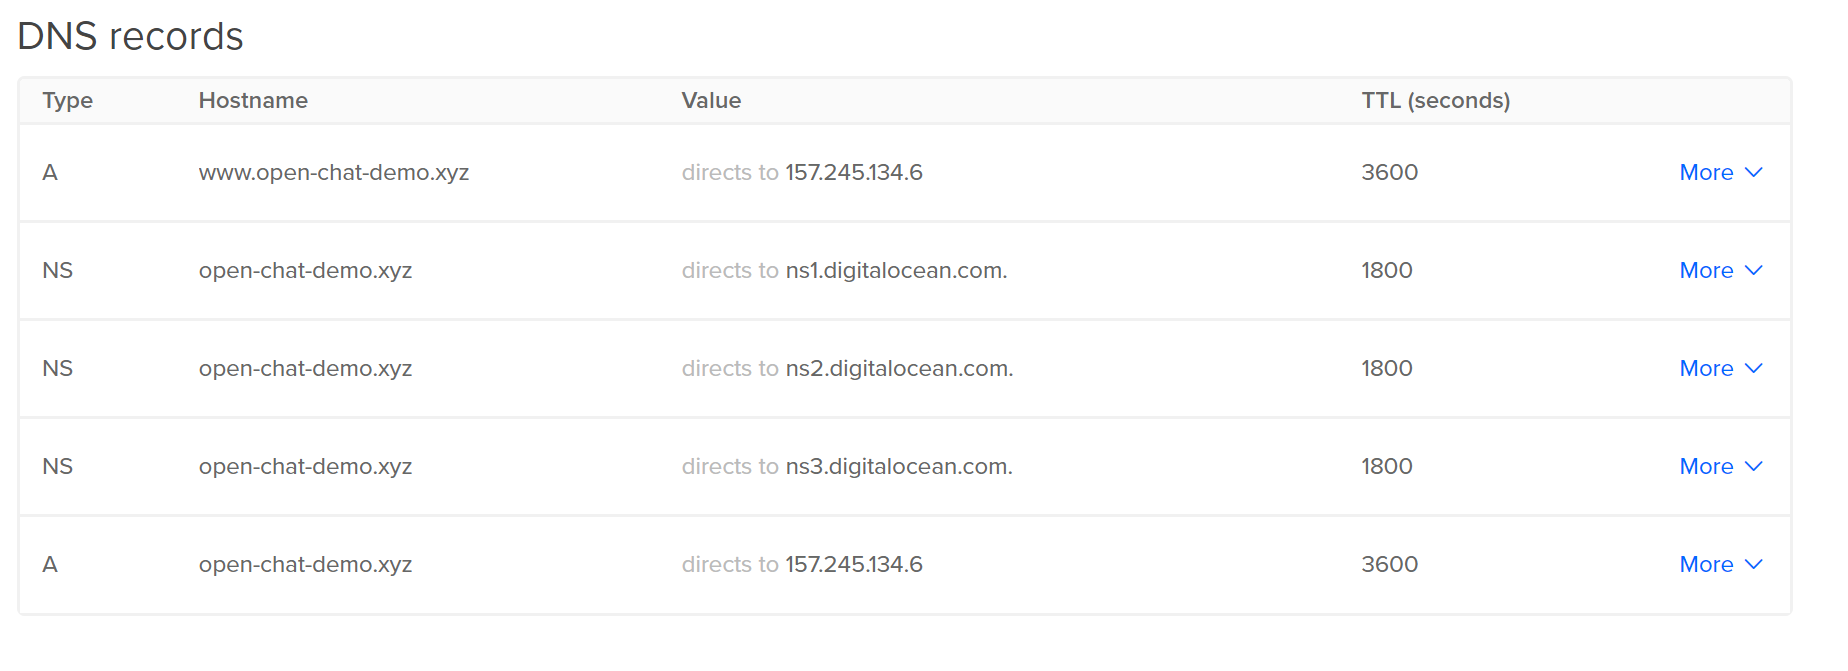 DNS records
Type Hostname Value TTL (seconds)
A www.open-chat-demo.xyz directs to 157.245.134.6 3600 More
NS open-chat-demo.xyz directs to ns1.digitalocean.com. 1800 More
NS open-chat-demo.xyz directs to ns2.digitalocean.com. 1800 More
NS open-chat-demo.xyz directs to ns3.digitalocean.com. 1800 More
A open-chat-demo.xyz directs to 157.245.134.6 3600 More